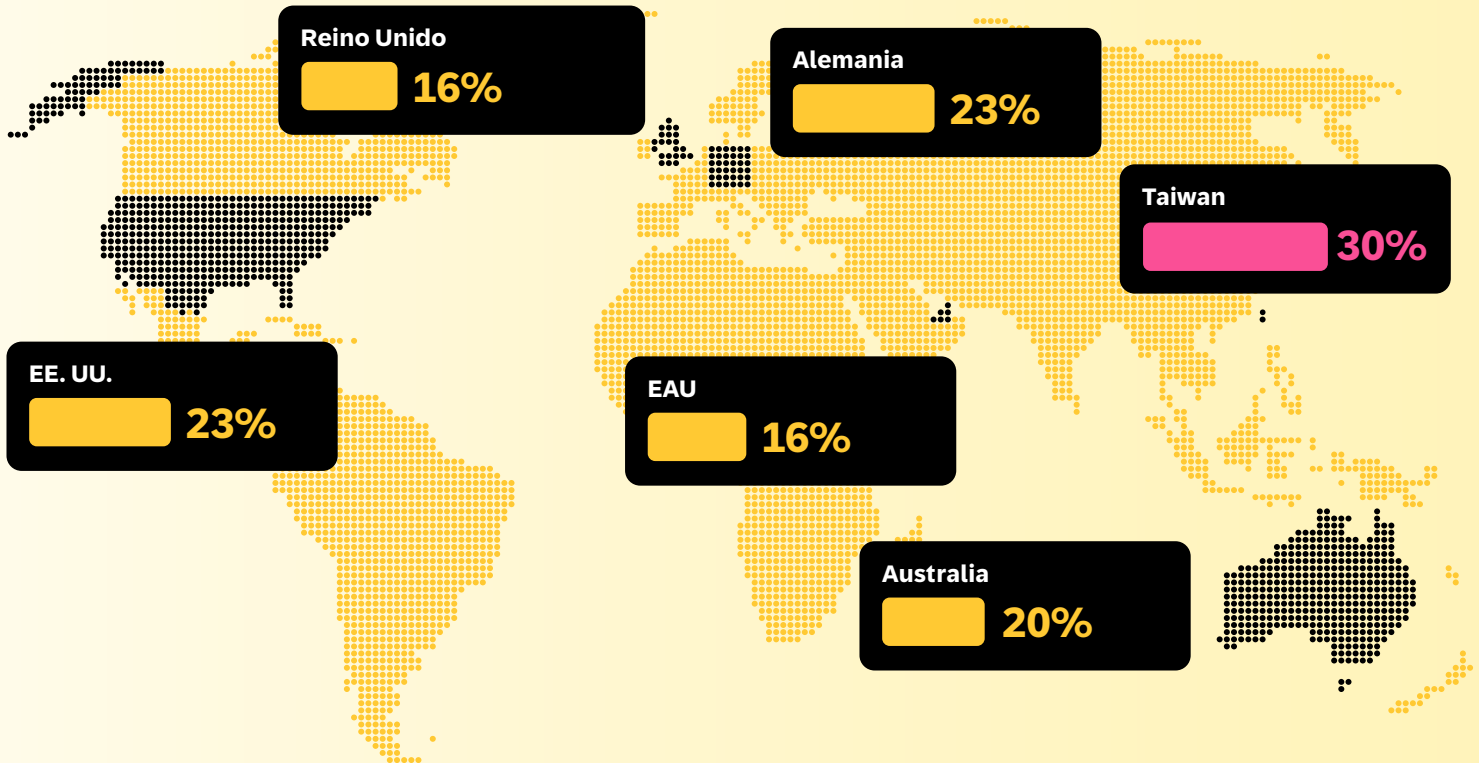 Reino Unido
16%
Alemania
23%
Taiwan
30%
EE. UU.
23%
EAU
16%
Australia
20%